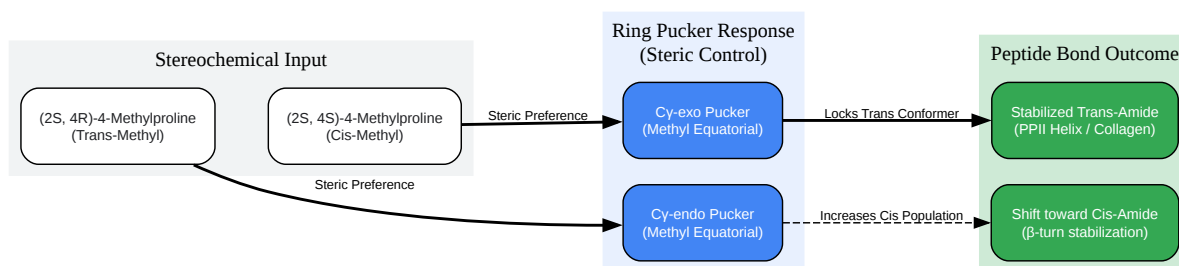 Stereochemical Input
(2S, 4R)-4-Methylproline
(Trans-Methyl)
(2S, 4S)-4-Methylproline
(Cis-Methyl)
Steric Preference
Steric Preference
Ring Pucker Response
(Steric Control)
Cγ-exo Pucker
(Methyl Equatorial)
Cγ-endo Pucker
(Methyl Equatorial)
Locks Trans Conformer
Increases Cis Population
Peptide Bond Outcome
Stabilized Trans-Amide
(PPII Helix / Collagen)
Shift toward Cis-Amide
(β-turn stabilization)